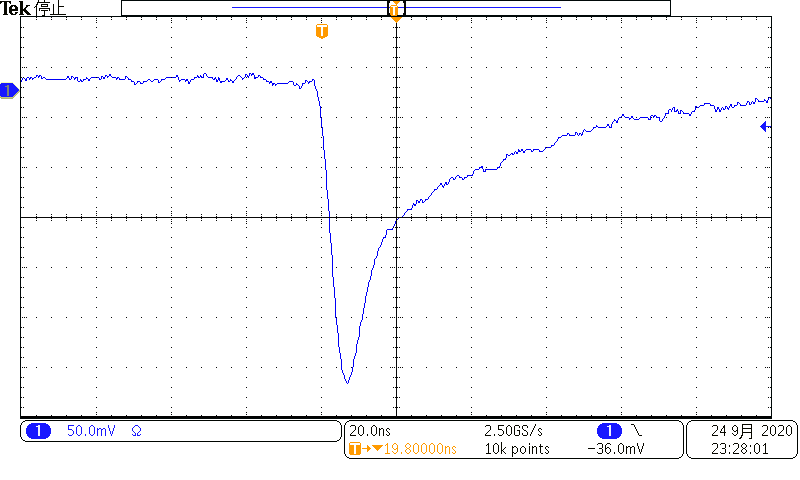 Tek 停止
T
T
1
1 50.0mV Ω
20.0ns 2.50GS/s 1
T→▼19.80000ns 10k points −36.0mV
24 9月 2020
23:28:01